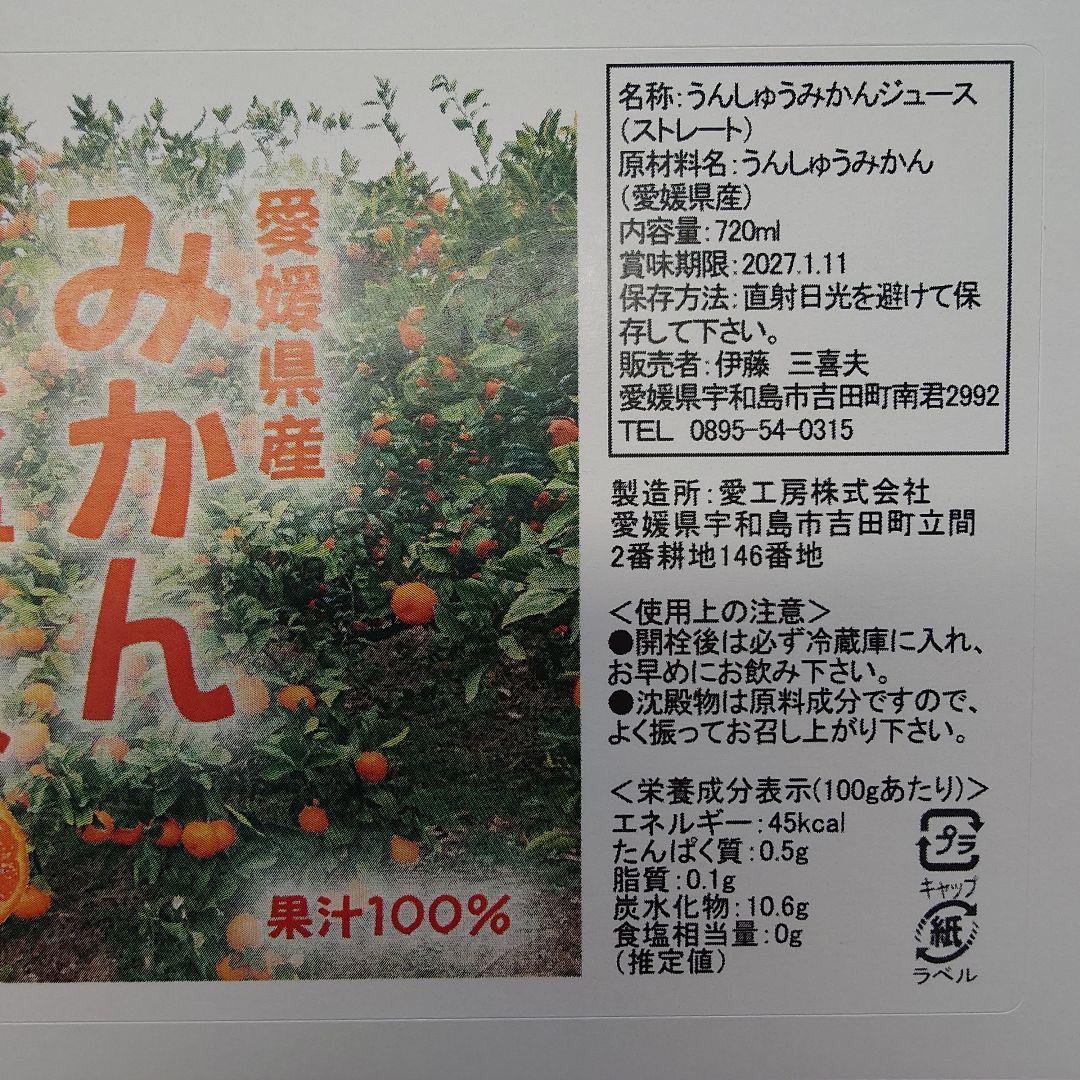 愛媛県産
みかん
果汁100%
名称：うんしゅうみかんジュース
（ストレート）
原材料名：うんしゅうみかん
（愛媛県産）
内容量：720ml
賞味期限：2027.1.11
保存方法：直射日光を避けて保
存して下さい。
販売者：伊藤　三喜夫
愛媛県宇和島市吉田町南君2992
TEL 0895-54-0315
製造所：愛工房株式会社
愛媛県宇和島市吉田町立間
2番耕地146番地
＜使用上の注意＞
●開栓後は必ず冷蔵庫に入れ、
お早めにお飲み下さい。
●沈殿物は原料成分ですので、
よく振ってお召し上がり下さい。
＜栄養成分表示(100gあたり)＞
エネルギー：45kcal
たんぱく質：0.5g
脂質：0.1g
炭水化物：10.6g
食塩相当量：0g
（推定値）
プラ
キャップ
紙
ラベル